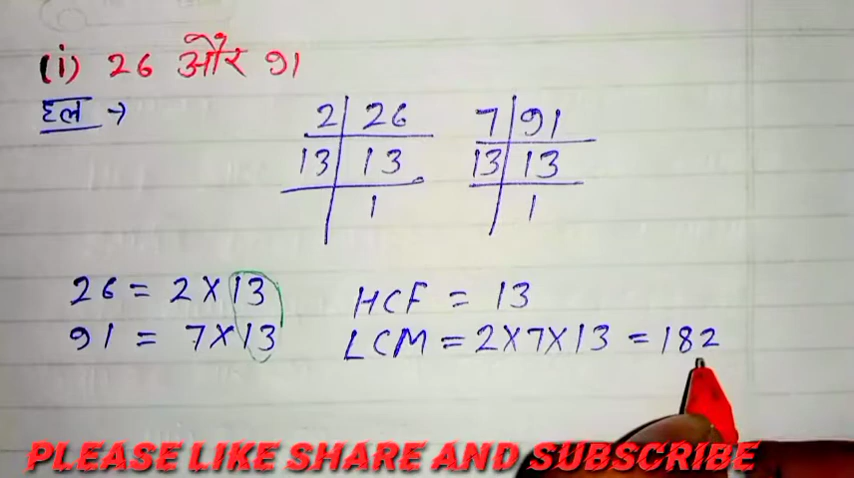 (i) 26 और 91
हल →
2 | 26
13 | 13
1
7 | 91
13 | 13
1
26 = 2 X 13
91 = 7 X 13
HCF = 13
LCM = 2 X 7 X 13 = 182
PLEASE LIKE SHARE AND SUBSCRIBE